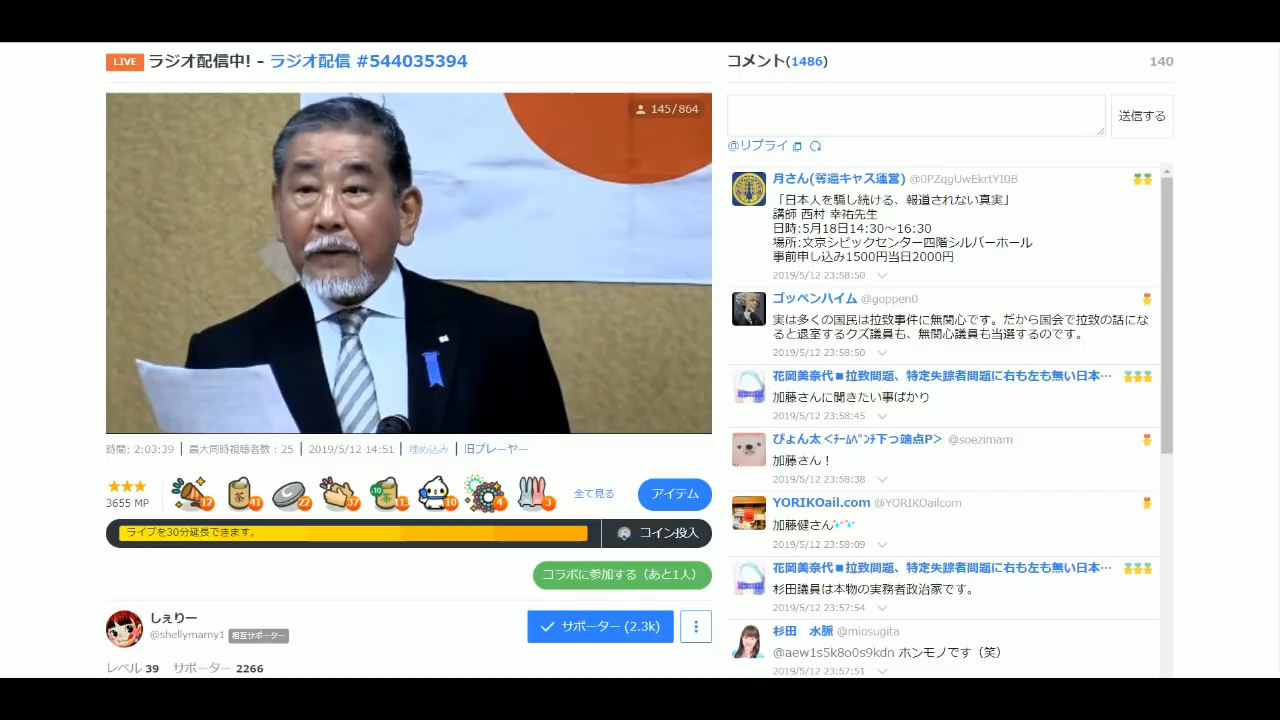 LIVE ラジオ配信中! - ラジオ配信 #544035394
145/864
時間: 2:03:39 | 最大同時視聴者数 : 25 | 2019/5/12 14:51 | 埋め込み | 旧プレーヤー
3655 MP
12
茶
41
22
37
×10
茶
11
10
4
3
全て見る
アイテム
ライブを30分延長できます。
コイン投入
コラボに参加する（あと1人）
しぇりー
@shellymamy1 相互サポーター
サポーター (2.3k)
レベル 39 サポーター 2266
コメント(1486)
140
送信する
@リプライ
月さん(奪還キャス運営) @0PZqgUwEkrtYI0B
「日本人を騙し続ける、報道されない真実」
講師 西村 幸祐先生
日時:5月18日14:30～16:30
場所:文京シビックセンター四階シルバーホール
事前申し込み1500円当日2000円
2019/5/12 23:58:50
ゴッペンハイム @goppen0
実は多くの国民は拉致事件に無関心です。だから国会で拉致の話にな
ると退室するクズ議員も、無関心議員も当選するのです。
2019/5/12 23:58:50
花岡美奈代■拉致問題、特定失踪者問題に右も左も無い日本…
加藤さんに聞きたい事ばかり
2019/5/12 23:58:45
ぴょん太<ﾁｰﾑﾍﾟﾝﾁ下っ端点P> @soezimam
加藤さん！
2019/5/12 23:58:38
YORIKOail.com @YORIKOailcom
加藤健さん
2019/5/12 23:58:09
花岡美奈代■拉致問題、特定失踪者問題に右も左も無い日本…
杉田議員は本物の実務者政治家です。
2019/5/12 23:57:54
杉田 水脈 @miosugita
@aew1s5k8o0s9kdn ホンモノです（笑）
2019/5/12 23:57:51